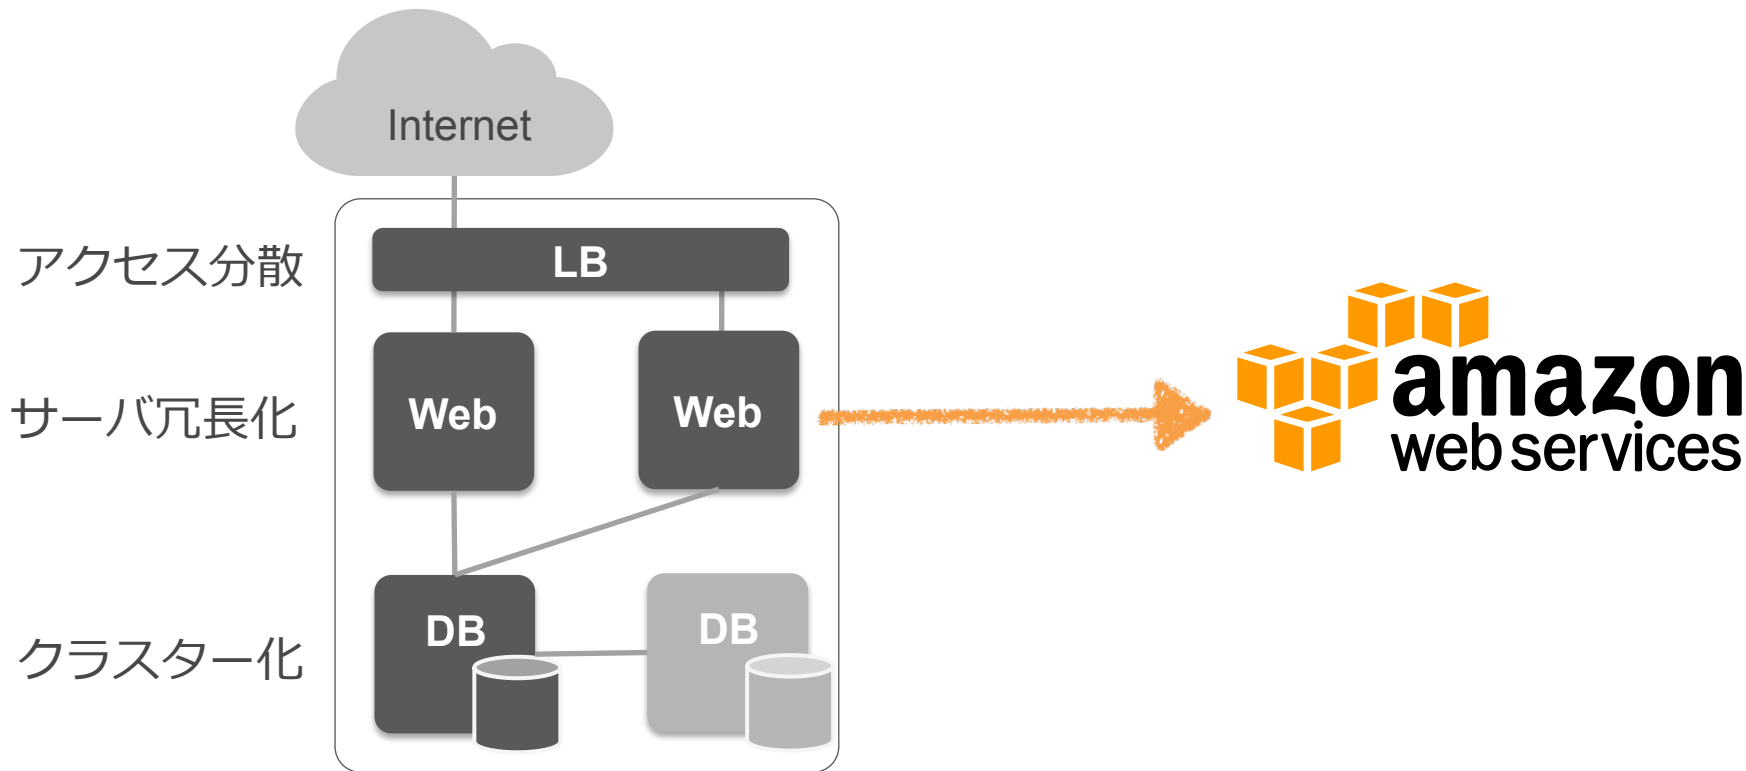 Internet
アクセス分散
LB
サーバ冗長化
Web
Web
amazon
web services
クラスター化
DB
DB